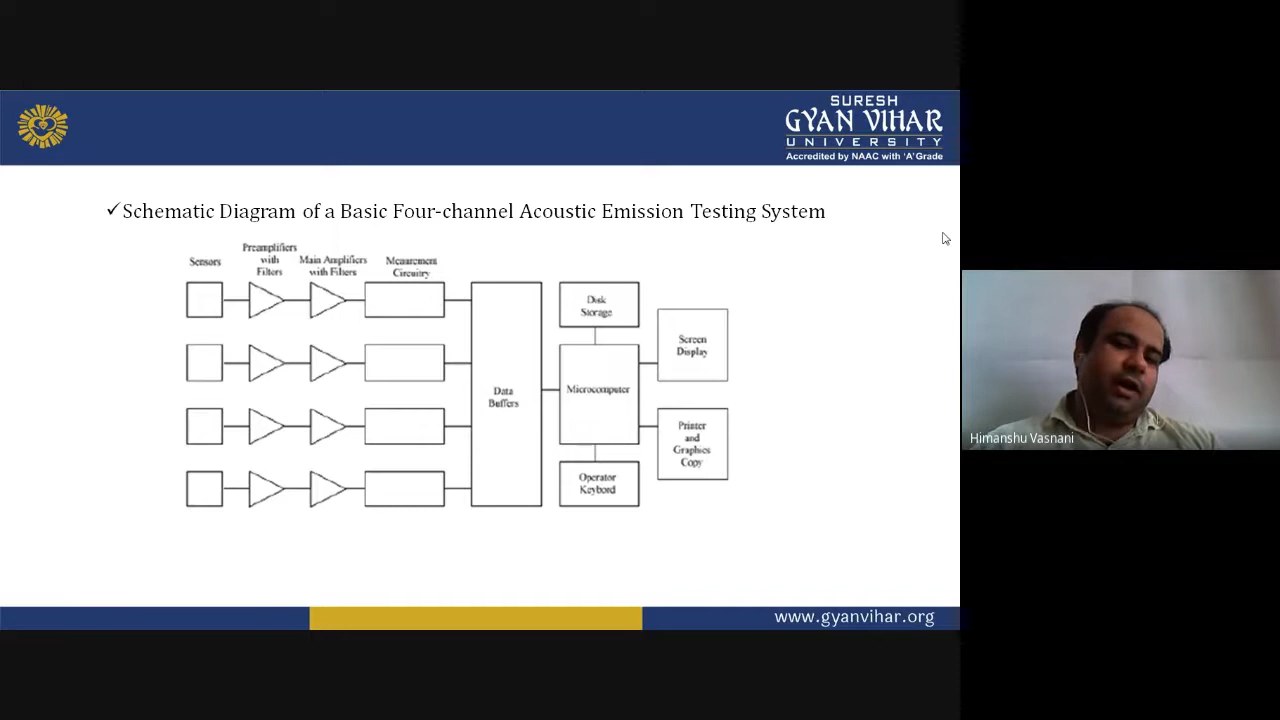 SURESH
GYAN VIHAR
UNIVERSITY
Accredited by NAAC with 'A' Grade
✓Schematic Diagram of a Basic Four-channel Acoustic Emission Testing System
Sensors
Preamplifiers
with
Filters
Main Amplifiers
with Filters
Measurement
Circuitry
Disk
Storage
Screen
Display
Data
Buffers
Microcomputer
Printer
and
Graphics
Copy
Operator
Keybord
Himanshu Vasnani
www.gyanvihar.org